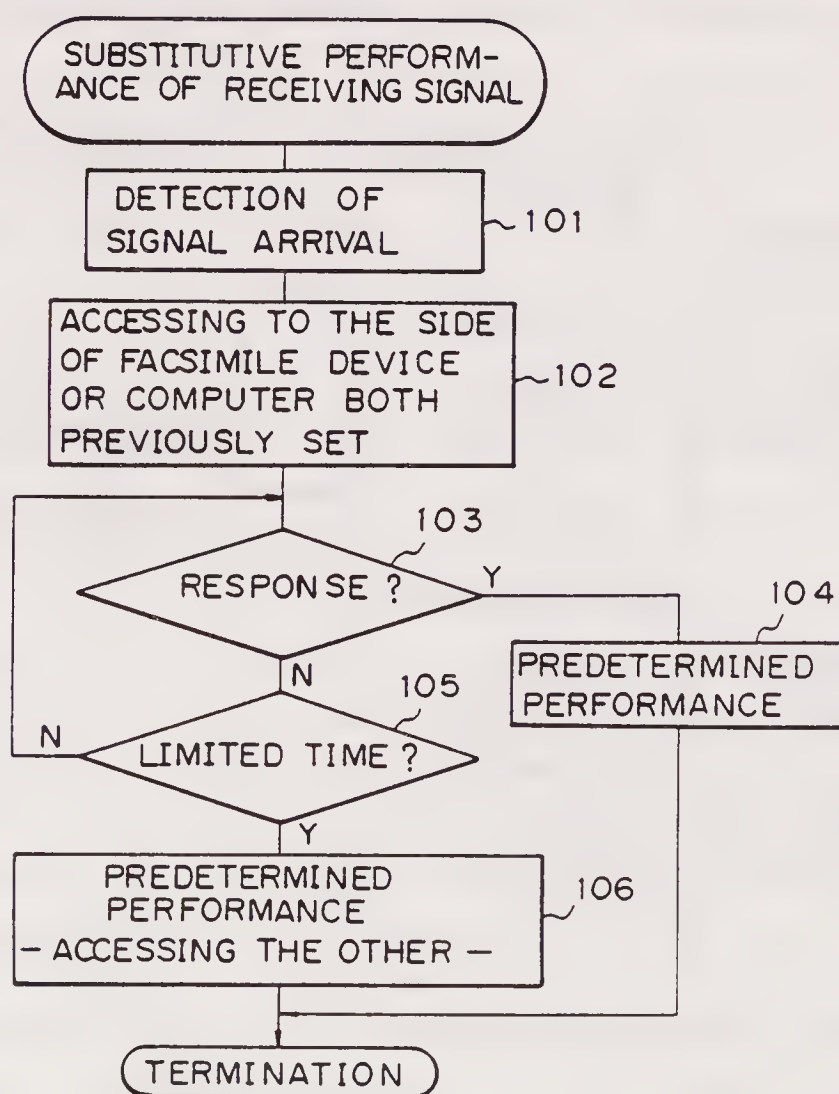 SUBSTITUTIVE PERFORM-
ANCE OF RECEIVING SIGNAL
DETECTION OF
SIGNAL ARRIVAL
101
ACCESSING TO THE SIDE
OF FACSIMILE DEVICE
OR COMPUTER BOTH
PREVIOUSLY SET
102
103
RESPONSE ?
Y
104
PREDETERMINED
PERFORMANCE
N
105
N
LIMITED TIME ?
Y
PREDETERMINED
PERFORMANCE
- ACCESSING THE OTHER -
106
TERMINATION